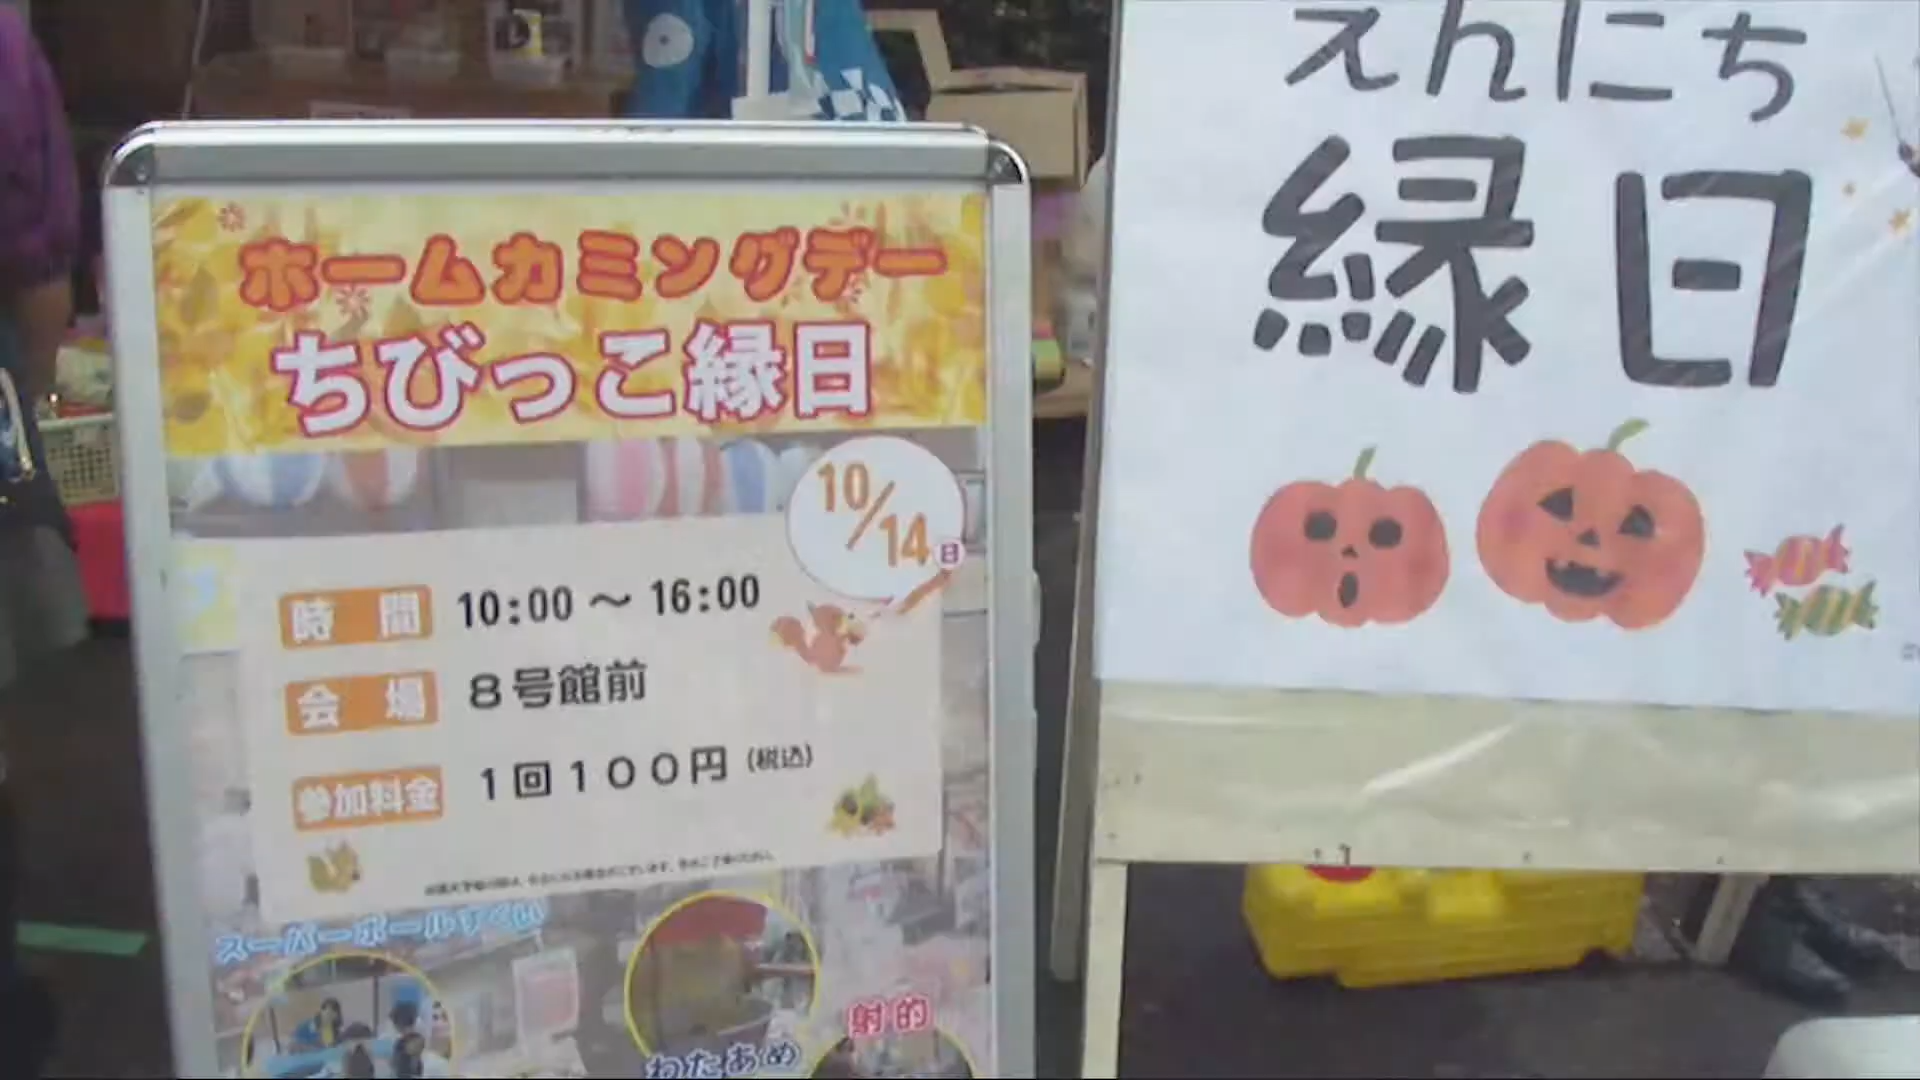 ホームカミングデー
ちびっこ縁日
10/14 日
時間 10:00 ～ 16:00
会場 8号館前
参加料金 1回100円 (税込)
スーパーボールすくい
わたあめ
射的
えんにち
縁日